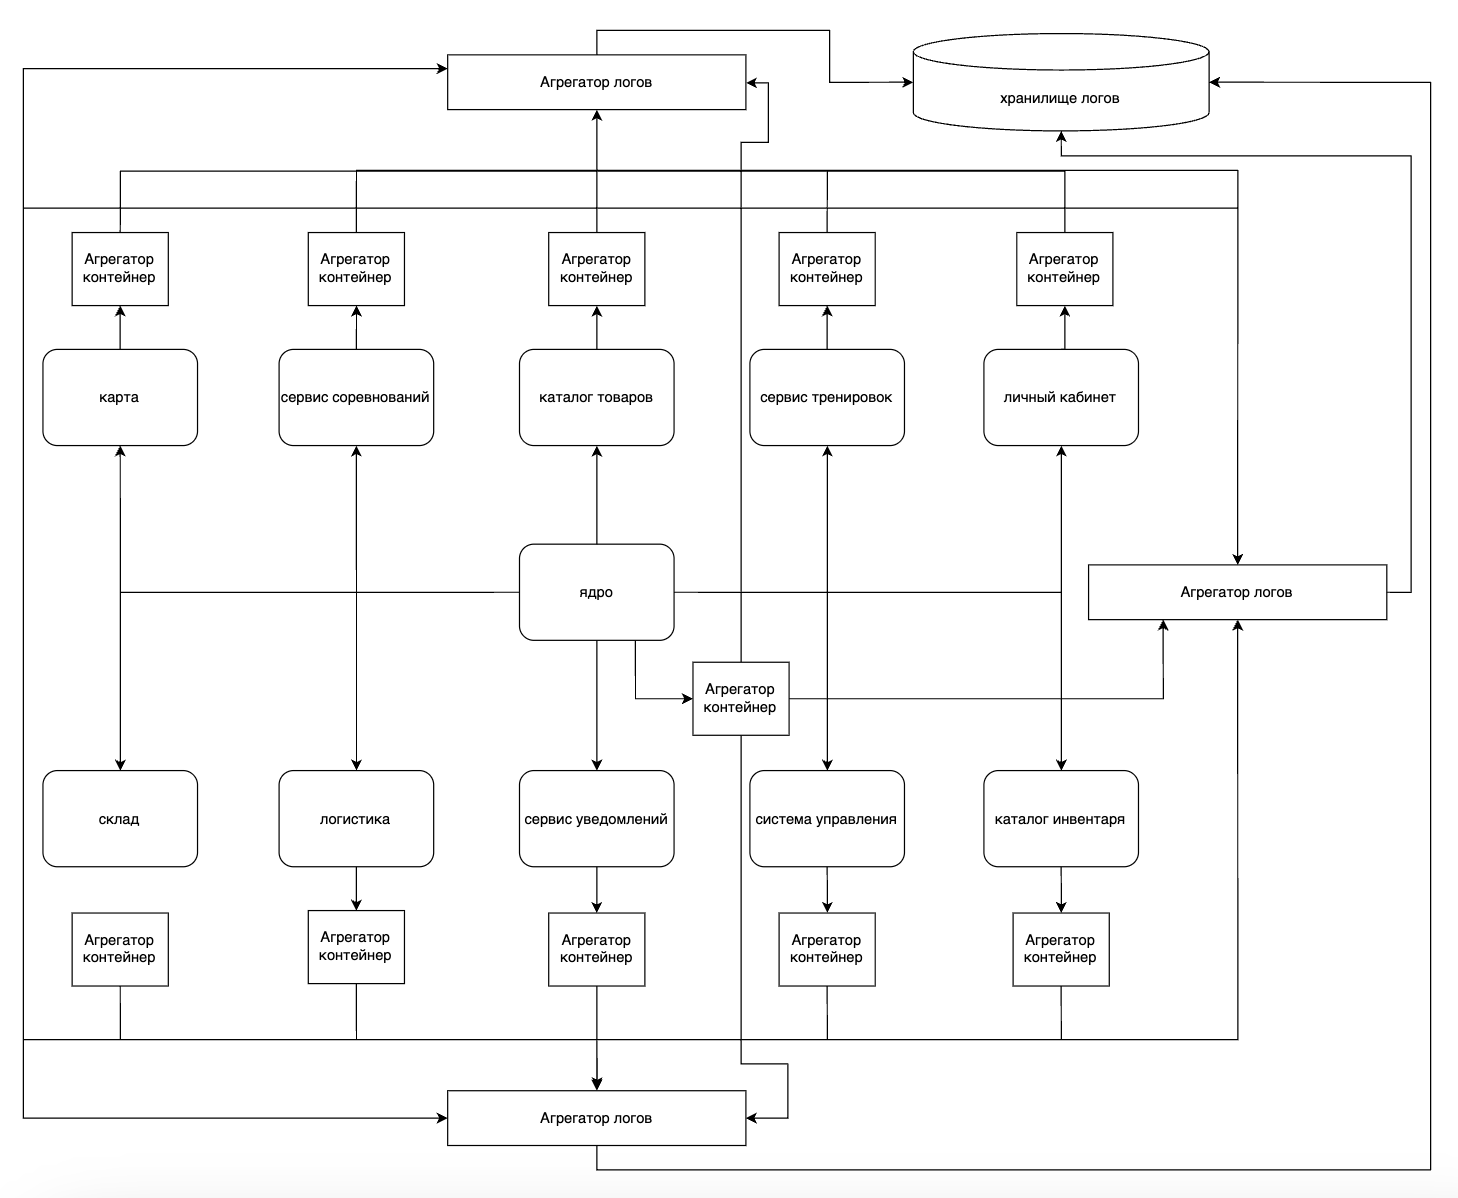 Агрегатор логов
хранилище логов
Агрегатор
контейнер
Агрегатор
контейнер
Агрегатор
контейнер
Агрегатор
контейнер
Агрегатор
контейнер
карта
сервис соревнований
каталог товаров
сервис тренировок
личный кабинет
ядро
Агрегатор логов
Агрегатор
контейнер
склад
логистика
сервис уведомлений
система управления
каталог инвентаря
Агрегатор
контейнер
Агрегатор
контейнер
Агрегатор
контейнер
Агрегатор
контейнер
Агрегатор
контейнер
Агрегатор логов